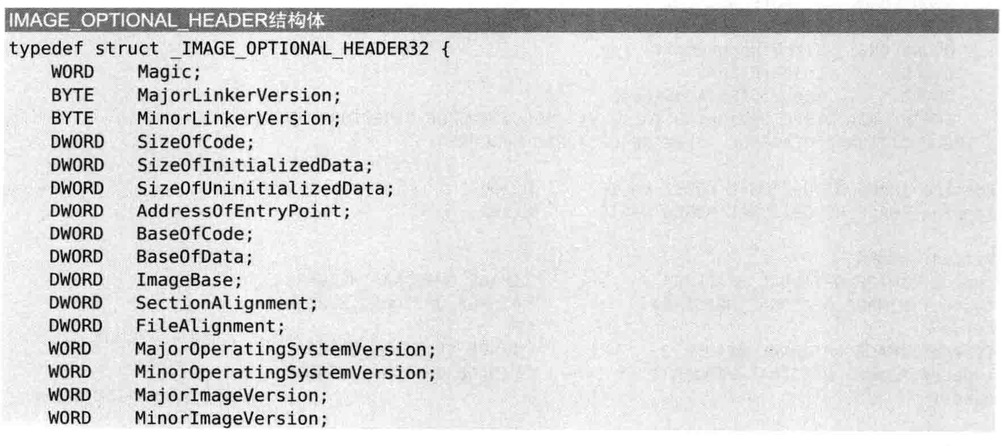 IMAGE_OPTIONAL_HEADER结构体
typedef struct _IMAGE_OPTIONAL_HEADER32 {
WORD Magic;
BYTE MajorLinkerVersion;
BYTE MinorLinkerVersion;
DWORD SizeOfCode;
DWORD SizeOfInitializedData;
DWORD SizeOfUninitializedData;
DWORD AddressOfEntryPoint;
DWORD BaseOfCode;
DWORD BaseOfData;
DWORD ImageBase;
DWORD SectionAlignment;
DWORD FileAlignment;
WORD MajorOperatingSystemVersion;
WORD MinorOperatingSystemVersion;
WORD MajorImageVersion;
WORD MinorImageVersion;